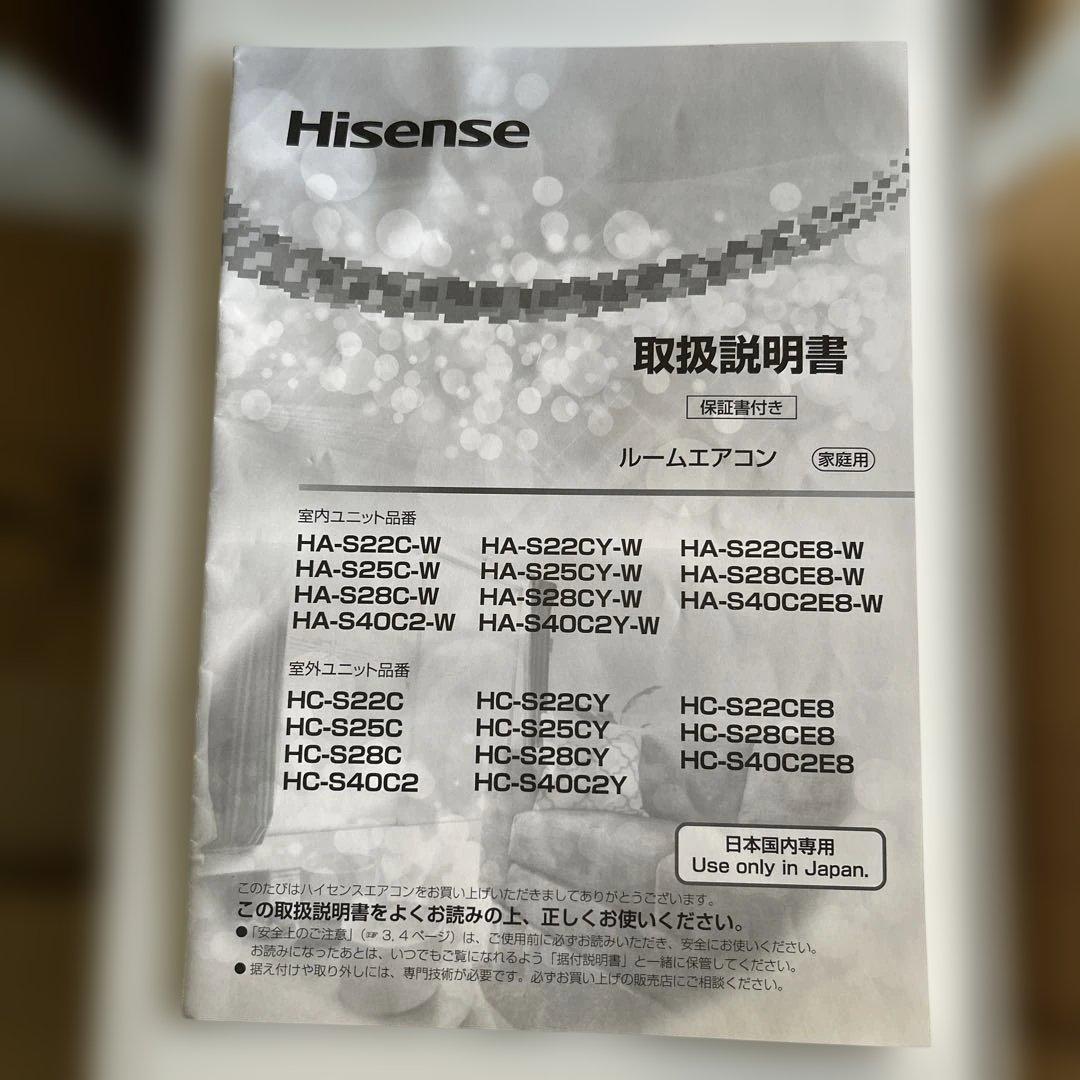 Hisense
取扱説明書
保証書付き
ルームエアコン 家庭用
室内ユニット品番
HA-S22C-W HA-S22CY-W HA-S22CE8-W
HA-S25C-W HA-S25CY-W HA-S28CE8-W
HA-S28C-W HA-S28CY-W HA-S40C2E8-W
HA-S40C2-W HA-S40C2Y-W
室外ユニット品番
HC-S22C HC-S22CY HC-S22CE8
HC-S25C HC-S25CY HC-S28CE8
HC-S28C HC-S28CY HC-S40C2E8
HC-S40C2 HC-S40C2Y
日本国内専用
Use only in Japan.
このたびはハイセンスエアコンをお買い上げいただきましてありがとうございます。
この取扱説明書をよくお読みの上、正しくお使いください。
●「安全上のご注意」(☞3,4ページ)は、ご使用前に必ずお読みいただき、安全にお使いください。
お読みになったあとは、いつでもご覧になれるよう「据付説明書」と一緒に保管してください。
●据え付けや取り外しには、専門技術が必要です。必ずお買い上げの販売店にご相談ください。